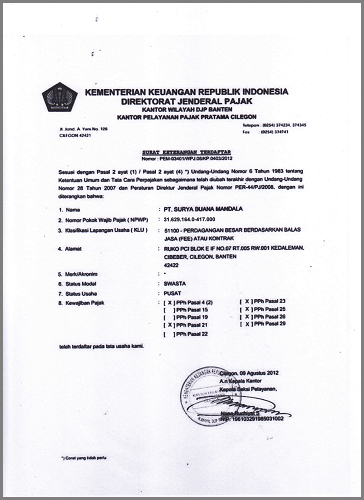 KEMENTERIAN KEUANGAN REPUBLIK INDONESIA
DIREKTORAT JENDERAL PAJAK
KANTOR WILAYAH DJP BANTEN
KANTOR PELAYANAN PAJAK PRATAMA CILEGON
Jl. Jend. A. Yani No. 126
CILEGON 42421
Telepon : (0254) 374234, 374345
Fax : (0254) 374741
SURAT KETERANGAN TERDAFTAR
Nomor : PEM-03401/WPJ.08/KP.0403/2012
Sesuai dengan Pasal 2 ayat (1) / Pasal 2 ayat (4) *) Undang-Undang Nomor 6 Tahun 1983 tentang
Ketentuan Umum dan Tata Cara Perpajakan sebagaimana telah diubah terakhir dengan Undang-Undang
Nomor 28 Tahun 2007 dan Peraturan Direktur Jenderal Pajak Nomor PER-44/PJ/2008, dengan ini
diterangkan bahwa:
1. Nama : PT. SURYA BUANA MANDALA
2. Nomor Pokok Wajib Pajak ( NPWP) : 31.629.164.0-417.000
3. Klasifikasi Lapangan Usaha ( KLU ) : 51100 - PERDAGANGAN BESAR BERDASARKAN BALAS
JASA (FEE) ATAU KONTRAK
4. Alamat : RUKO PCI BLOK E IF NO.07 RT.005 RW.001 KEDALEMAN,
CIBEBER, CILEGON, BANTEN
42422
5. Merk/Akronim : -
6. Status Modal : SWASTA
7. Status Usaha : PUSAT
8. Kewajiban Pajak : [ X ] PPh Pasal 4 (2) [ X ] PPh Pasal 23
[ ] PPh Pasal 15 [ X ] PPh Pasal 25
[ ] PPh Pasal 19 [ X ] PPh Pasal 26
[ X ] PPh Pasal 21 [ X ] PPh Pasal 29
[ ] PPh Pasal 22
telah terdaftar pada tata usaha kami.
Cilegon, 09 Agustus 2012
A.n Kepala Kantor
Kepala Seksi Pelayanan,
NIP. 196103291985031002
*) Coret yang tidak perlu